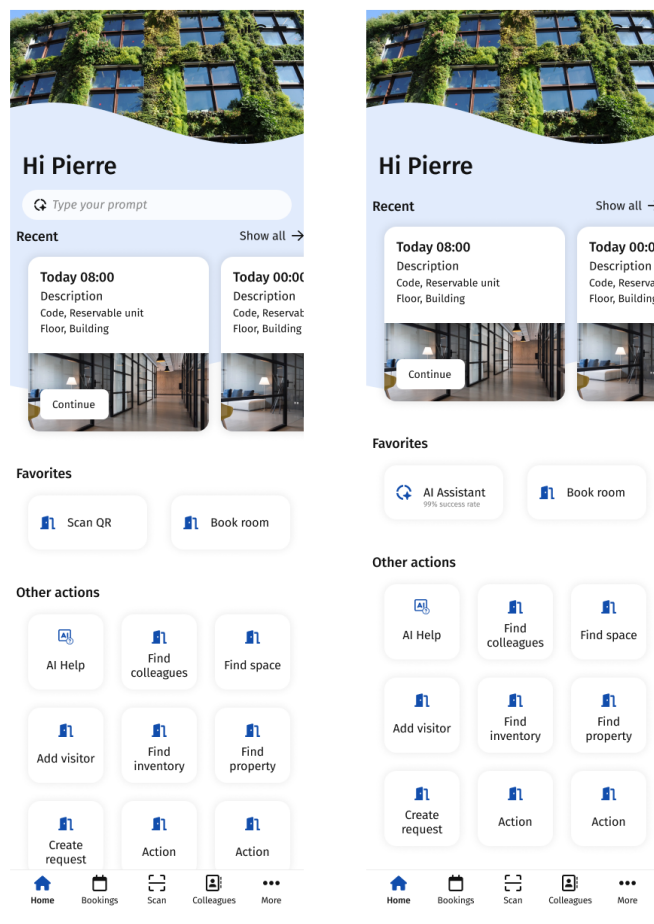 Hi Pierre
Type your prompt
Recent
Show all
Today 08:00
Description
Code, Reservable unit
Floor, Building
Continue
Today 00:00
Description
Code, Reservab
Floor, Building
Favorites
Scan QR
Book room
Other actions
AI
AI Help
Find
colleagues
Find space
Add visitor
Find
inventory
Find
property
Create
request
Action
Action
Home
Bookings
Scan
Colleagues
More
Hi Pierre
Recent
Show all
Today 08:00
Description
Code, Reservable unit
Floor, Building
Continue
Today 00:0
Description
Code, Reserva
Floor, Building
Favorites
AI Assistant
99% success rate
Book room
Other actions
AI
AI Help
Find
colleagues
Find space
Add visitor
Find
inventory
Find
property
Create
request
Action
Action
Home
Bookings
Scan
Colleagues
More